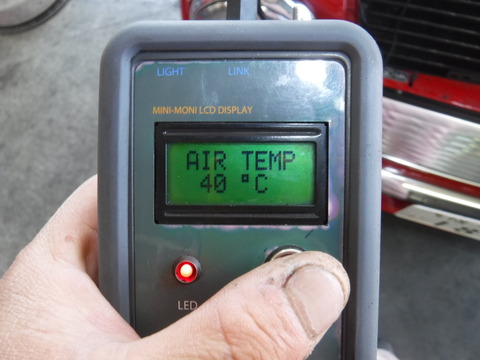 LIGHT LINK
MINI-MONI LCD DISPLAY
AIR TEMP
40 °C
LED